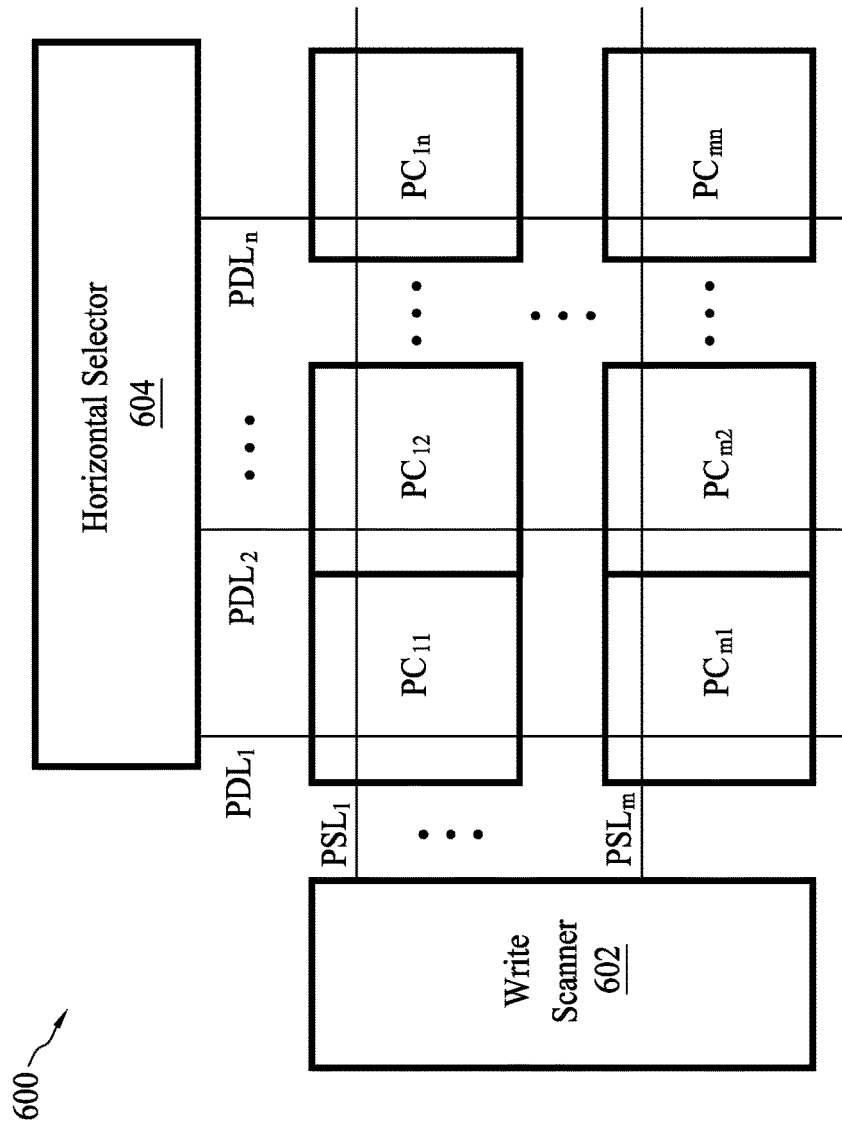 600
Horizontal Selector
604
PDL₁
PDL₂
PDLₙ
Write
Scanner
602
PSL₁
PC₁₁
PC₁₂
PC₁ₙ
PSLₘ
PCₘ₁
PCₘ₂
PCₘₙ